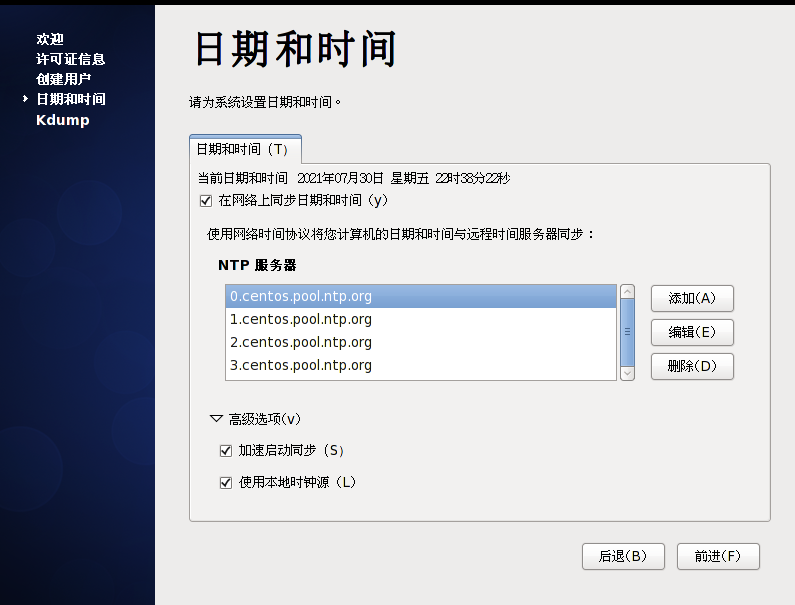 欢迎
许可证信息
创建用户
日期和时间
Kdump
日期和时间
请为系统设置日期和时间。
日期和时间（T）
当前日期和时间 2021年07月30日 星期五 22时38分22秒
在网络上同步日期和时间（y）
使用网络时间协议将您计算机的日期和时间与远程时间服务器同步：
NTP 服务器
0.centos.pool.ntp.org
1.centos.pool.ntp.org
2.centos.pool.ntp.org
3.centos.pool.ntp.org
添加(A)
编辑(E)
删除(D)
高级选项(v)
加速启动同步（S）
使用本地时钟源（L）
后退(B)
前进(F)